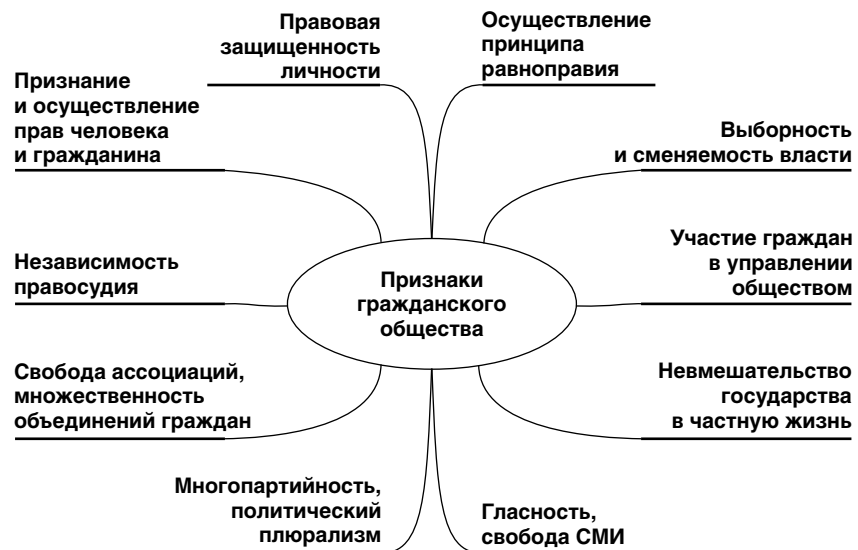 Правовая
защищенность
личности
Осуществление
принципа
равноправия
Признание
и осуществление
прав человека
и гражданина
Выборность
и сменяемость власти
Независимость
правосудия
Признаки
гражданского
общества
Участие граждан
в управлении
обществом
Свобода ассоциаций,
множественность
объединений граждан
Невмешательство
государства
в частную жизнь
Многопартийность,
политический
плюрализм
Гласность,
свобода СМИ